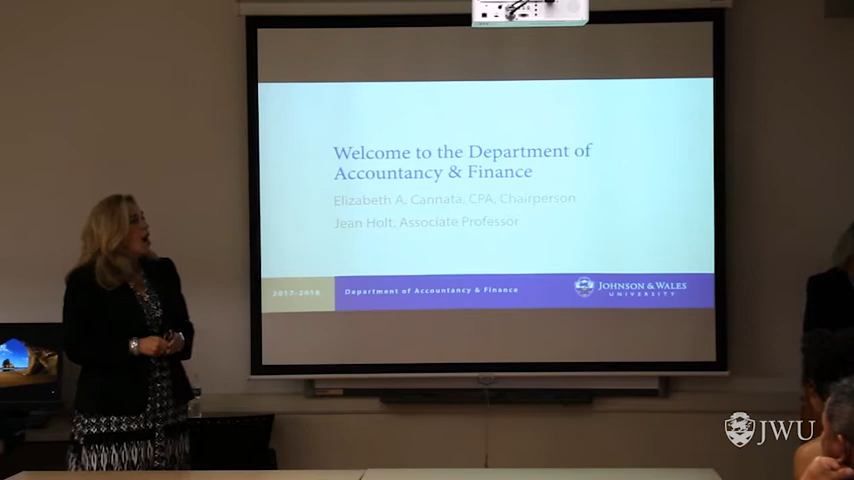 Welcome to the Department of
Accountancy & Finance
Elizabeth A. Cannata, CPA, Chairperson
Jean Holt, Associate Professor
2017-2018
Department of Accountancy & Finance
JOHNSON & WALES
UNIVERSITY
JWU